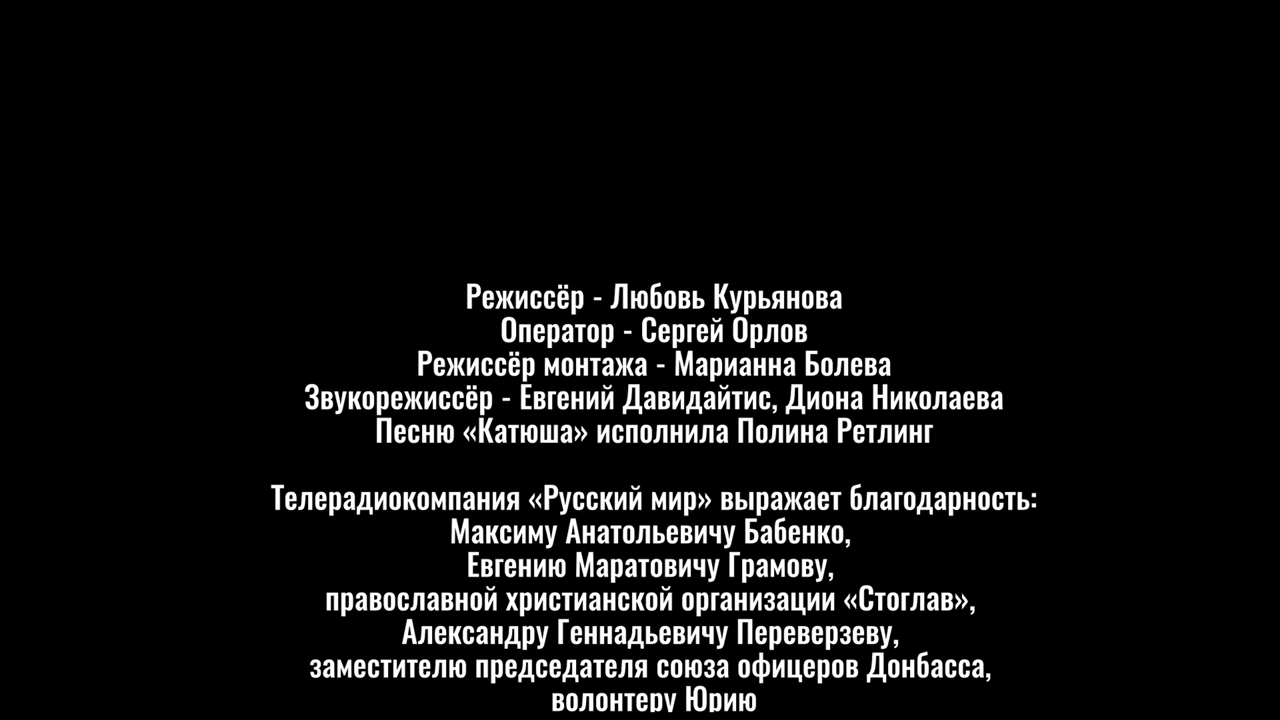 Режиссёр - Любовь Курьянова
Оператор - Сергей Орлов
Режиссёр монтажа - Марианна Болева
Звукорежиссёр - Евгений Давидайтис, Диона Николаева
Песню «Катюша» исполнила Полина Ретлинг
Телерадиокомпания «Русский мир» выражает благодарность:
Максиму Анатольевичу Бабенко,
Евгению Маратовичу Грамову,
православной христианской организации «Стоглав»,
Александру Геннадьевичу Переверзеву,
заместителю председателя союза офицеров Донбасса,
волонтеру Юрию